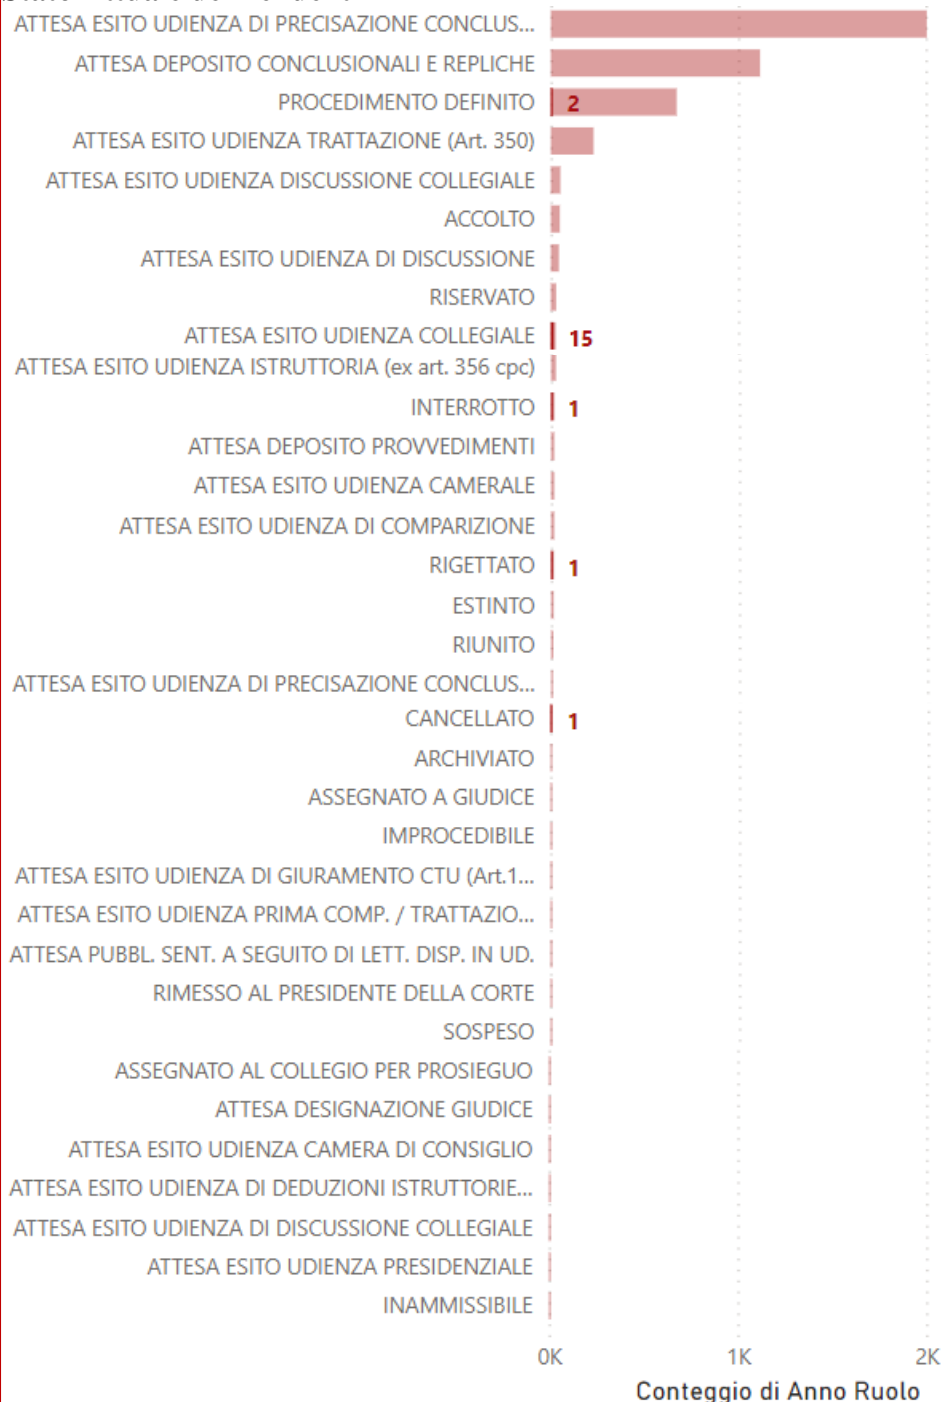 ATTESA ESITO UDIENZA DI PRECISAZIONE CONCLUS...
ATTESA DEPOSITO CONCLUSIONALI E REPLICHE
PROCEDIMENTO DEFINITO 2
ATTESA ESITO UDIENZA TRATTAZIONE (Art. 350)
ATTESA ESITO UDIENZA DISCUSSIONE COLLEGIALE
ACCOLTO
ATTESA ESITO UDIENZA DI DISCUSSIONE
RISERVATO
ATTESA ESITO UDIENZA COLLEGIALE 15
ATTESA ESITO UDIENZA ISTRUTTORIA (ex art. 356 cpc)
INTERROTTO 1
ATTESA DEPOSITO PROVVEDIMENTI
ATTESA ESITO UDIENZA CAMERALE
ATTESA ESITO UDIENZA DI COMPARIZIONE
RIGETTATO 1
ESTINTO
RIUNITO
ATTESA ESITO UDIENZA DI PRECISAZIONE CONCLUS...
CANCELLATO 1
ARCHIVIATO
ASSEGNATO A GIUDICE
IMPROCEDIBILE
ATTESA ESITO UDIENZA DI GIURAMENTO CTU (Art.1...
ATTESA ESITO UDIENZA PRIMA COMP. / TRATTAZIO...
ATTESA PUBBL. SENT. A SEGUITO DI LETT. DISP. IN UD.
RIMESSO AL PRESIDENTE DELLA CORTE
SOSPESO
ASSEGNATO AL COLLEGIO PER PROSIEGUO
ATTESA DESIGNAZIONE GIUDICE
ATTESA ESITO UDIENZA CAMERA DI CONSIGLIO
ATTESA ESITO UDIENZA DI DEDUZIONI ISTRUTTORIE...
ATTESA ESITO UDIENZA DI DISCUSSIONE COLLEGIALE
ATTESA ESITO UDIENZA PRESIDENZIALE
INAMMISSIBILE
0K 1K 2K
Conteggio di Anno Ruolo